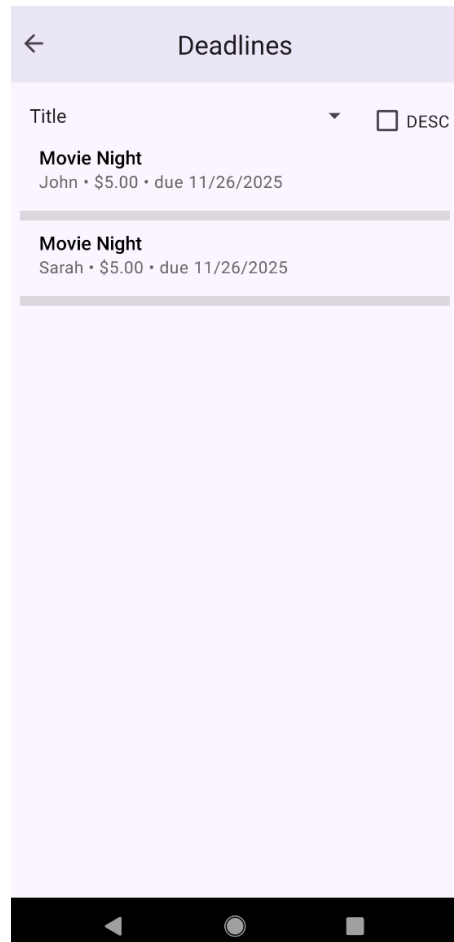 Deadlines
Title DESC
Movie Night
John • $5.00 • due 11/26/2025
Movie Night
Sarah • $5.00 • due 11/26/2025